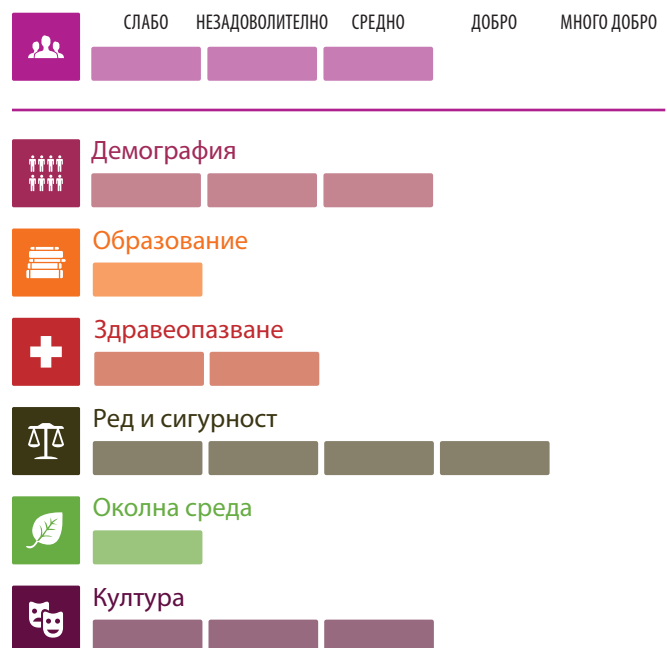 СЛАБО НЕЗАДОВОЛИТЕЛНО СРЕДНО ДОБРО МНОГО ДОБРО
Демография
Образование
Здравеопазване
Ред и сигурност
Околна среда
Култура